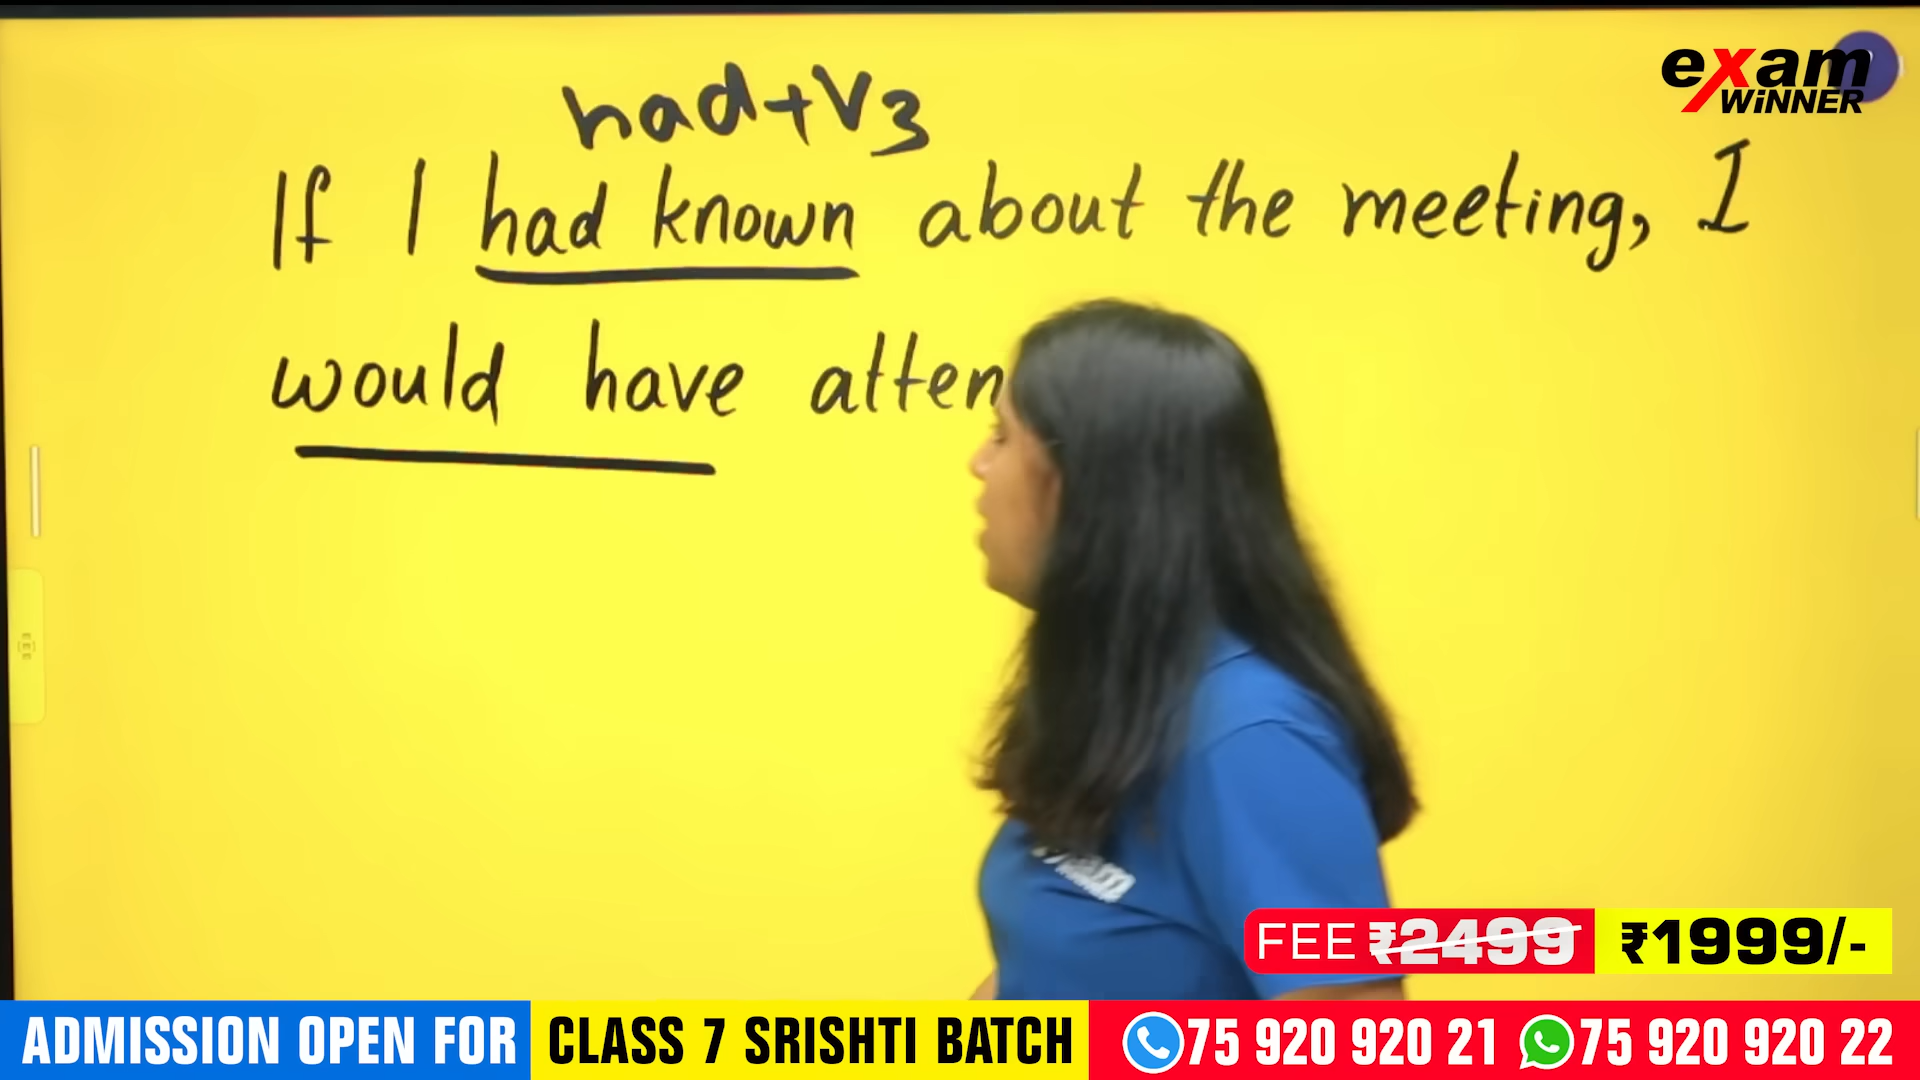 exam
WiNNER
had+V3
If I had known about the meeting, I
would have atten
FEE ₹2499 ₹1999/-
ADMISSION OPEN FOR CLASS 7 SRISHTI BATCH 75 920 920 21 75 920 920 22